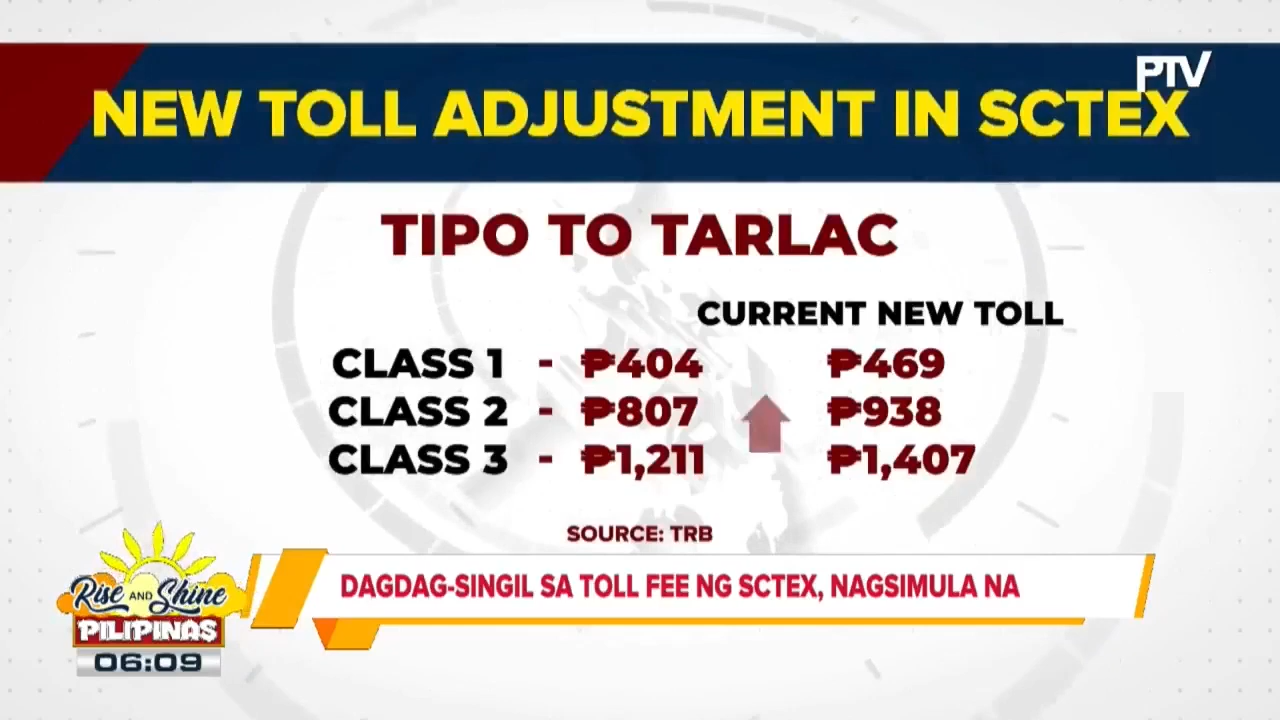 PTV
NEW TOLL ADJUSTMENT IN SCTEX
TIPO TO TARLAC
CURRENT NEW TOLL
CLASS 1 - ₱404 ₱469
CLASS 2 - ₱807 ₱938
CLASS 3 - ₱1,211 ₱1,407
SOURCE: TRB
DAGDAG-SINGIL SA TOLL FEE NG SCTEX, NAGSIMULA NA
Rise AND Shine
PILIPINAS
06:09